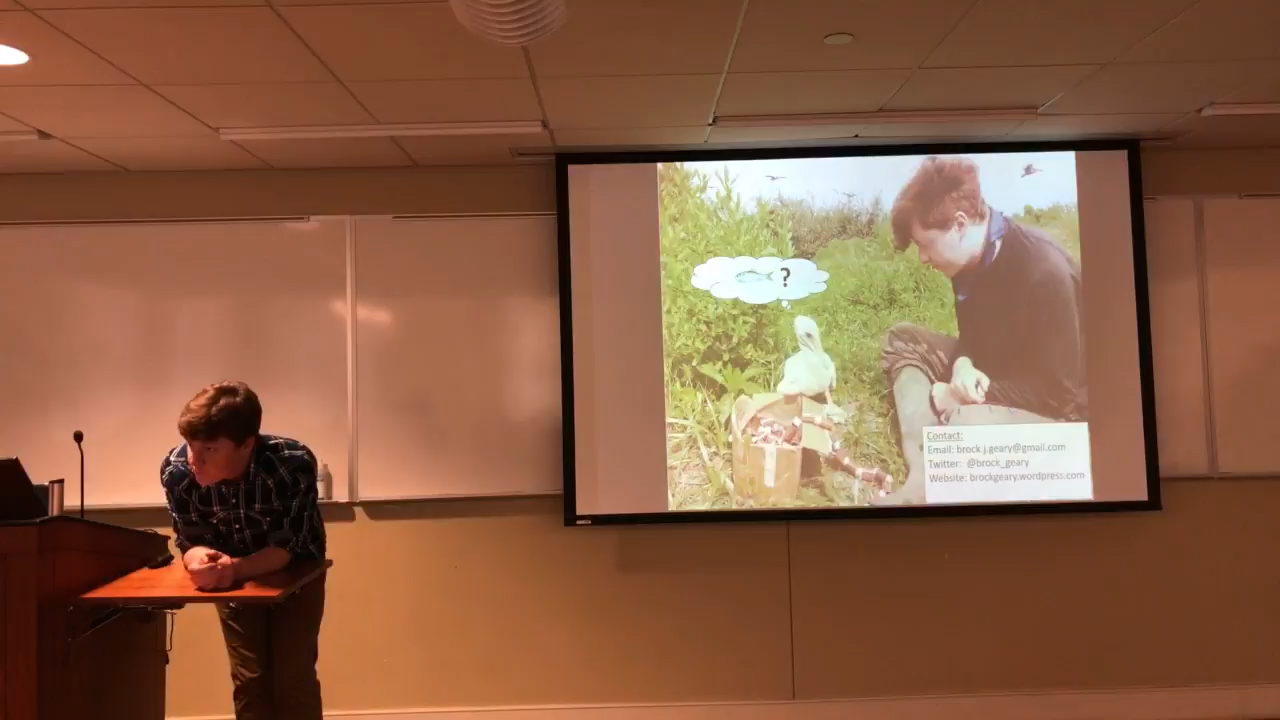 ?
Contact:
Email: brock.j.geary@gmail.com
Twitter: @brock_geary
Website: brockgeary.wordpress.com